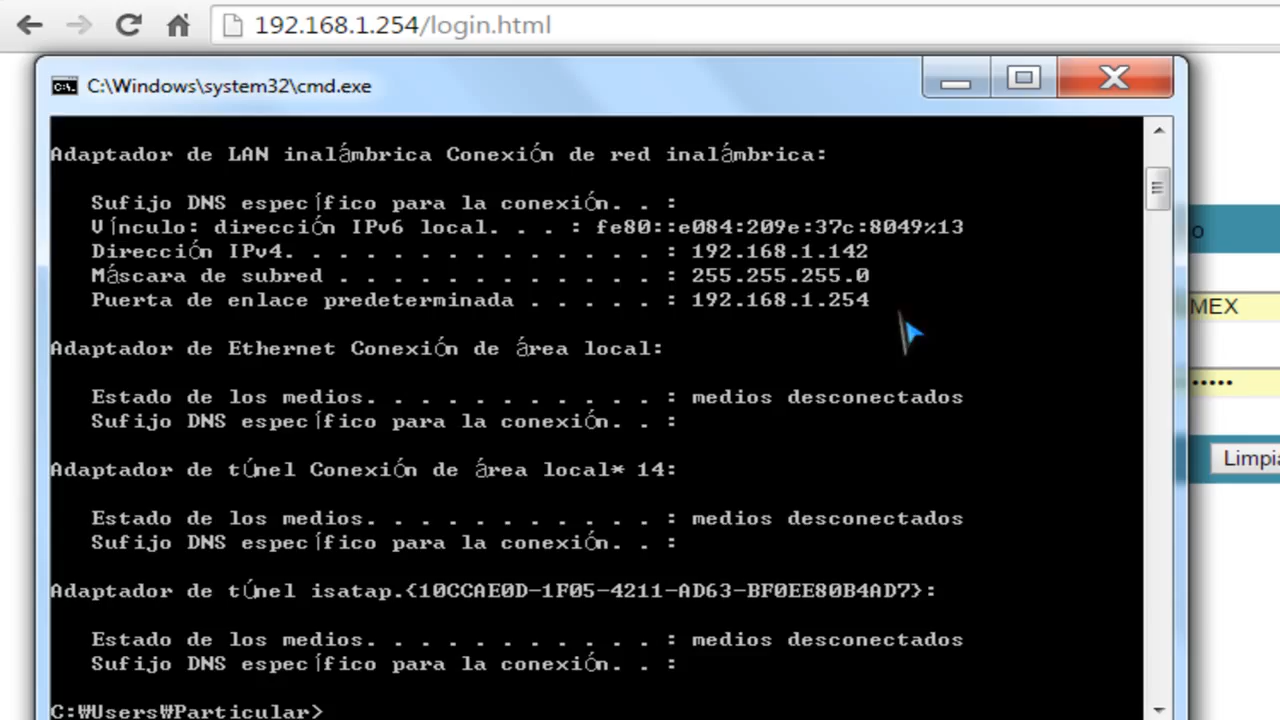 192.168.1.254/login.html
C:\Windows\system32\cmd.exe
Adaptador de LAN inalámbrica Conexión de red inalámbrica:
Sufijo DNS específico para la conexión. . :
Vínculo: dirección IPv6 local. . . : fe80::e084:209e:37c:8049%13
Dirección IPv4. . . . . . . . . . . . . . : 192.168.1.142
Máscara de subred . . . . . . . . . . . . : 255.255.255.0
Puerta de enlace predeterminada . . . . . : 192.168.1.254
Adaptador de Ethernet Conexión de área local:
Estado de los medios. . . . . . . . . . . : medios desconectados
Sufijo DNS específico para la conexión. . :
Adaptador de túnel Conexión de área local* 14:
Estado de los medios. . . . . . . . . . . : medios desconectados
Sufijo DNS específico para la conexión. . :
Adaptador de túnel isatap.{10CCAE0D-1F05-4211-AD63-BF0EE80B4AD7}:
Estado de los medios. . . . . . . . . . . : medios desconectados
Sufijo DNS específico para la conexión. . :
C:₩Users₩Particular>
o
MEX
•••••
Limpia